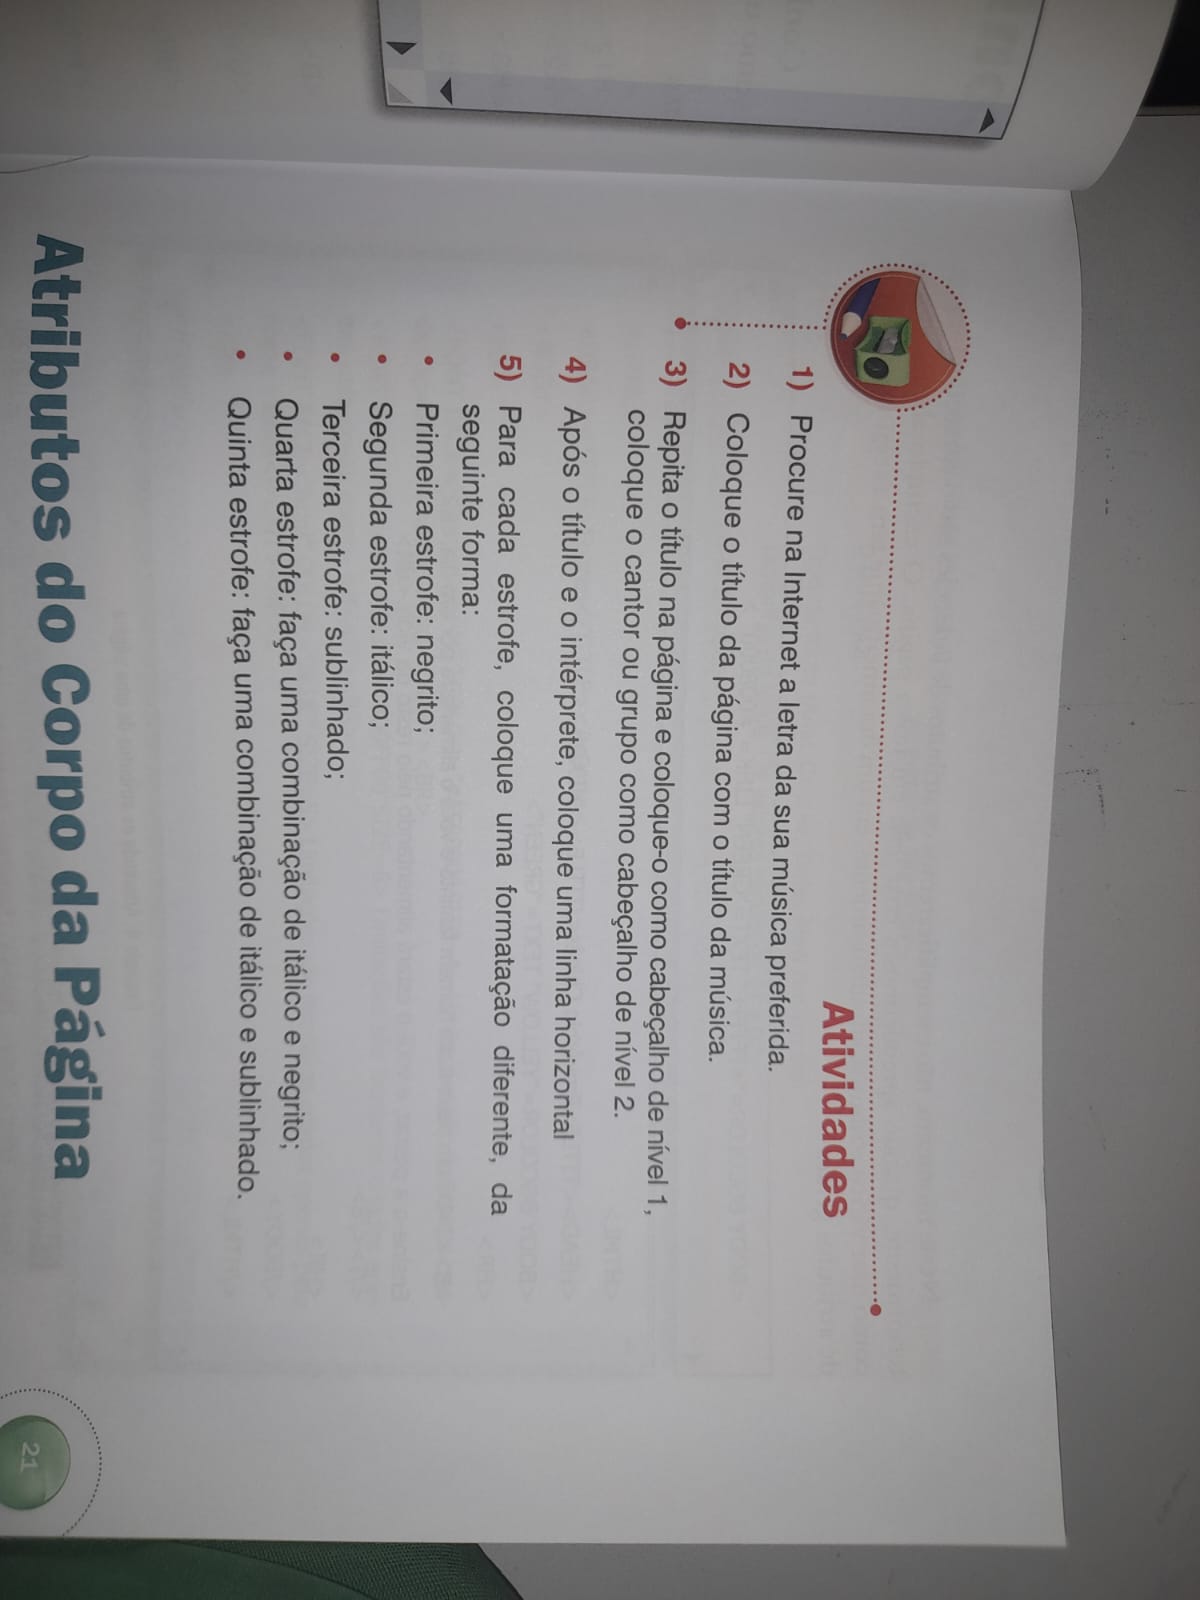 Atividades
1) Procure na Internet a letra da sua música preferida.
2) Coloque o título da página com o título da música.
3) Repita o título na página e coloque-o como cabeçalho de nível 1,
coloque o cantor ou grupo como cabeçalho de nível 2.
4) Após o título e o intérprete, coloque uma linha horizontal
5) Para cada estrofe, coloque uma formatação diferente, da
seguinte forma:
• Primeira estrofe: negrito;
• Segunda estrofe: itálico;
• Terceira estrofe: sublinhado;
• Quarta estrofe: faça uma combinação de itálico e negrito;
• Quinta estrofe: faça uma combinação de itálico e sublinhado.
Atributos do Corpo da Página
21